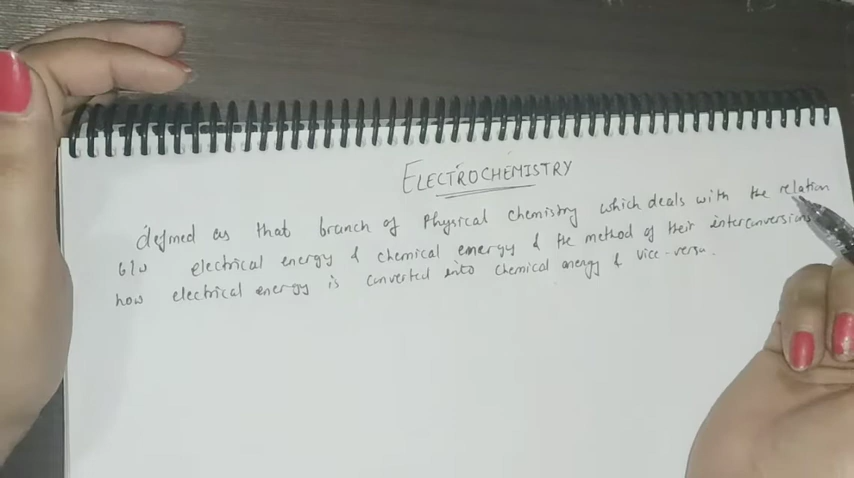 ELECTROCHEMISTRY
defined as that branch of Physical chemistry which deals with the relation
b/w electrical energy & chemical energy & the method of their interconversions
how electrical energy is converted into chemical energy & vice-versa.